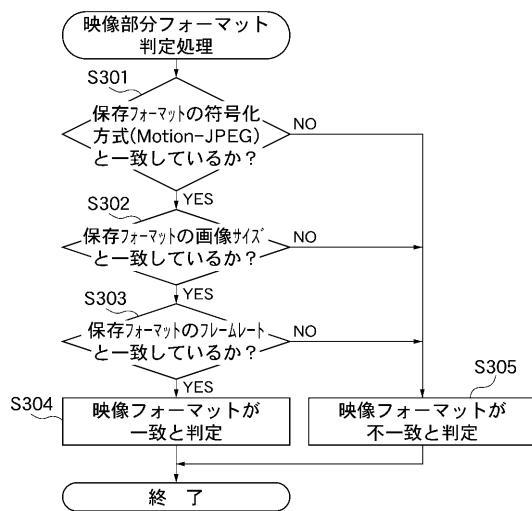 映像部分フォーマット
判定処理
S301
保存ﾌｫｰﾏｯﾄの符号化
方式(Motion-JPEG)
と一致しているか？
NO
YES
S302
保存ﾌｫｰﾏｯﾄの画像ｻｲｽﾞ
と一致しているか？
NO
YES
S303
保存ﾌｫｰﾏｯﾄのﾌﾚｰﾑﾚｰﾄ
と一致しているか？
NO
YES
S304
映像フォーマットが
一致と判定
S305
映像フォーマットが
不一致と判定
終 了